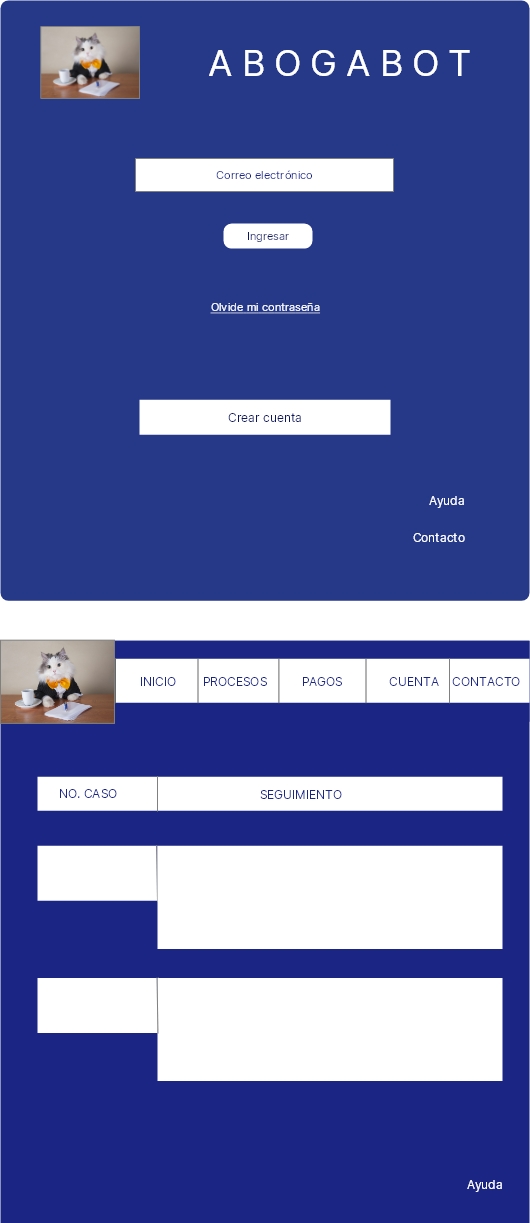 ABOGABOT
Correo electrónico
Ingresar
Olvide mi contraseña
Crear cuenta
Ayuda
Contacto
INICIO PROCESOS PAGOS CUENTA CONTACTO
NO. CASO SEGUIMIENTO
Ayuda